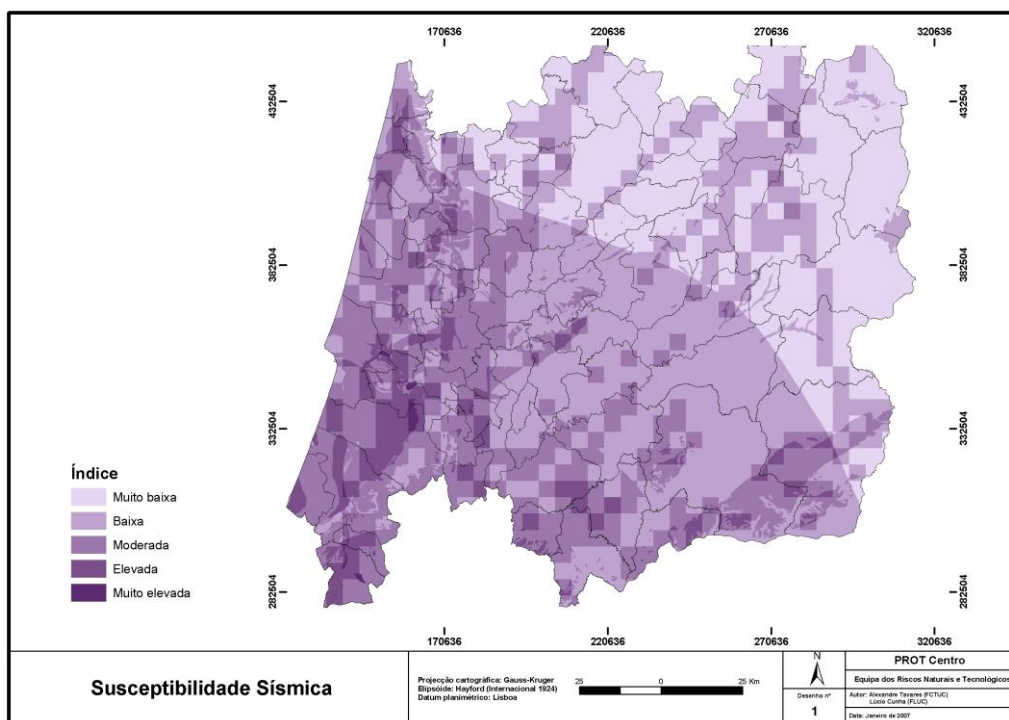 170636 220636 270636 320636
432504 432504
382504 382504
332504 332504
282504 282504
Índice
Muito baixa
Baixa
Moderada
Elevada
Muito elevada
170636 220636 270636 320636
Susceptibilidade Sísmica
Projecção cartográfica: Gauss-Kruger
Elipsóide: Hayford (Internacional 1924)
Datum planimétrico: Lisboa
25 0 25 Km
N
Desenho nº
1
PROT Centro
Equipa dos Riscos Naturais e Tecnológicos
Autor: Alexandre Tavares (FCTUC)
Lúcio Cunha (FLUC)
Data: Janeiro de 2007